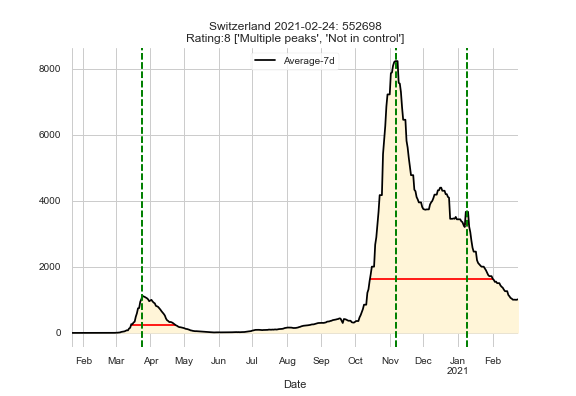 Switzerland 2021-02-24: 552698
Rating:8 ['Multiple peaks', 'Not in control']
Average-7d
8000
6000
4000
2000
0
Feb Mar Apr May Jun Jul Aug Sep Oct Nov Dec Jan Feb
2021
Date